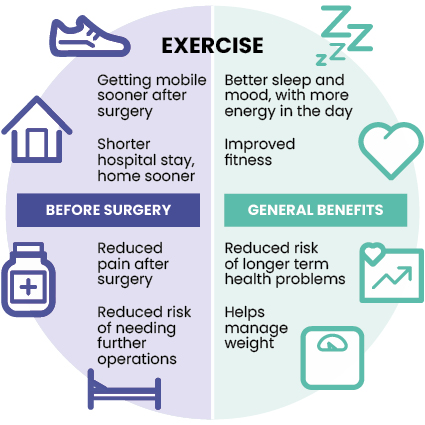 EXERCISE
Getting mobile
sooner after
surgery
Shorter
hospital stay,
home sooner
BEFORE SURGERY
Reduced
pain after
surgery
Reduced risk
of needing
further
operations
Better sleep and
mood, with more
energy in the day
Improved
fitness
GENERAL BENEFITS
Reduced risk
of longer term
health problems
Helps
manage
weight
ZZZ
zzz